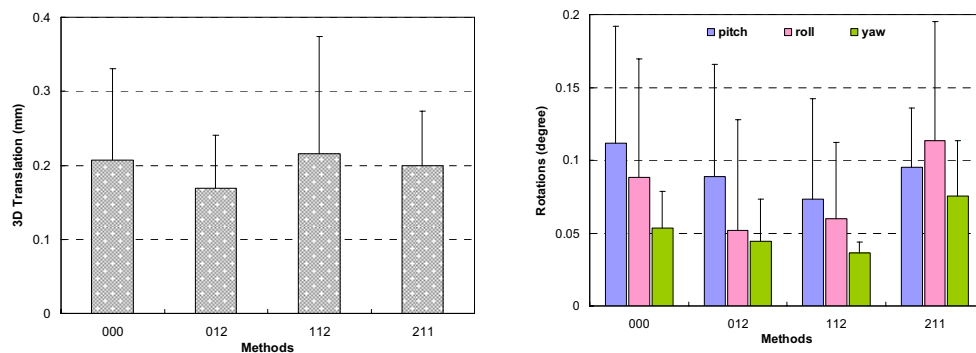 0.4
0.3
0.2
0.1
0
3D Translation (mm)
000 012 112 211
Methods
0.2
0.15
0.1
0.05
0
Rotations (degree)
pitch roll yaw
000 012 112 211
Methods